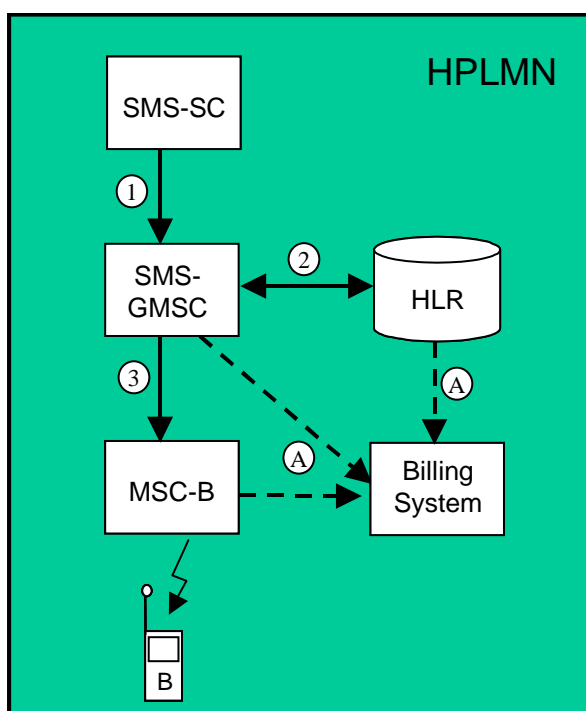 HPLMN
SMS-SC
1
SMS-
GMSC
2
HLR
3
A
A
MSC-B
Billing
System
B